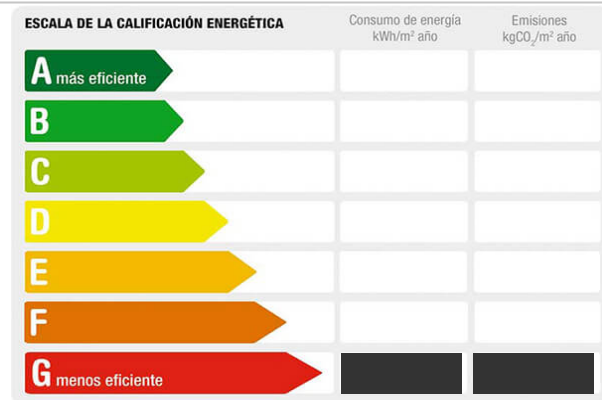 ESCALA DE LA CALIFICACIÓN ENERGÉTICA
Consumo de energía
kWh/m² año
Emisiones
kgCO₂/m² año
A más eficiente
B
C
D
E
F
G menos eficiente